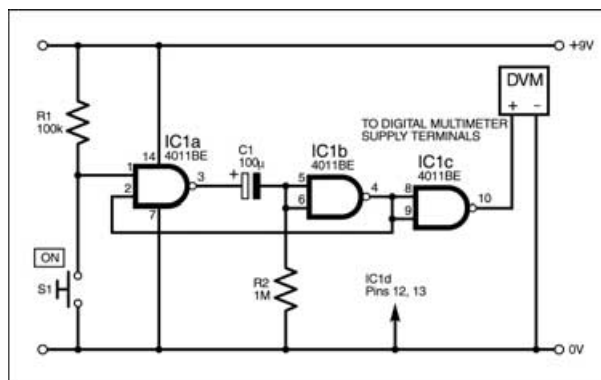 +9V
DVM
+ -
R1
100k
TO DIGITAL MULTIMETER
SUPPLY TERMINALS
IC1a
4011BE
C1
100µ
+
IC1b
4011BE
IC1c
4011BE
14
1
2
3
7
5
6
4
8
9
10
ON
S1
R2
1M
IC1d
Pins 12, 13
0V